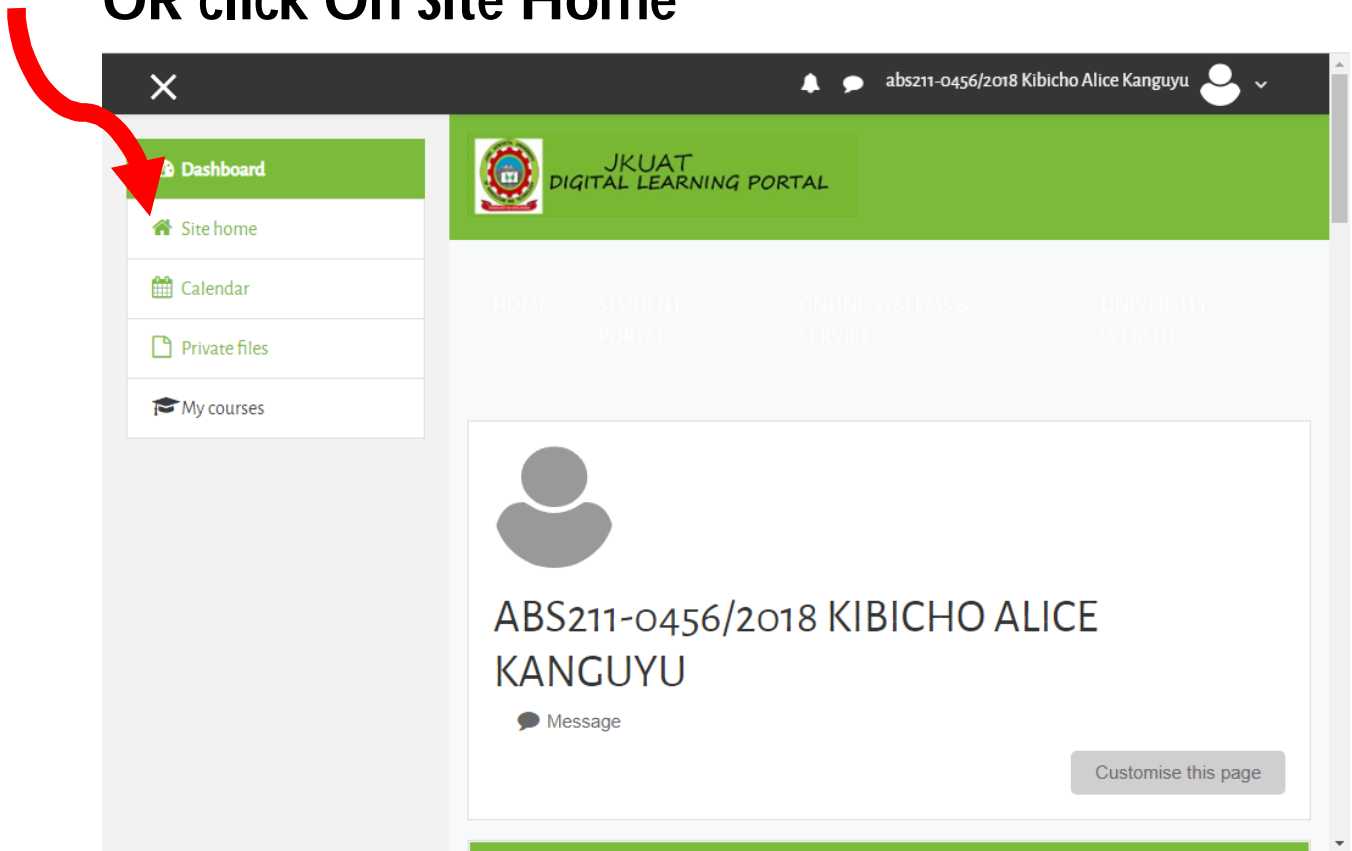 OR click On Site Home
abs211-0456/2018 Kibicho Alice Kanguyu
Dashboard
Site home
Calendar
Private files
My courses
JKUAT
DIGITAL LEARNING PORTAL
HOME STUDENT ONLINE SYSTEMS & UNIVERSITY
PORTAL SERVICES WEBSITE
ABS211-0456/2018 KIBICHO ALICE
KANGUYU
Message
Customise this page